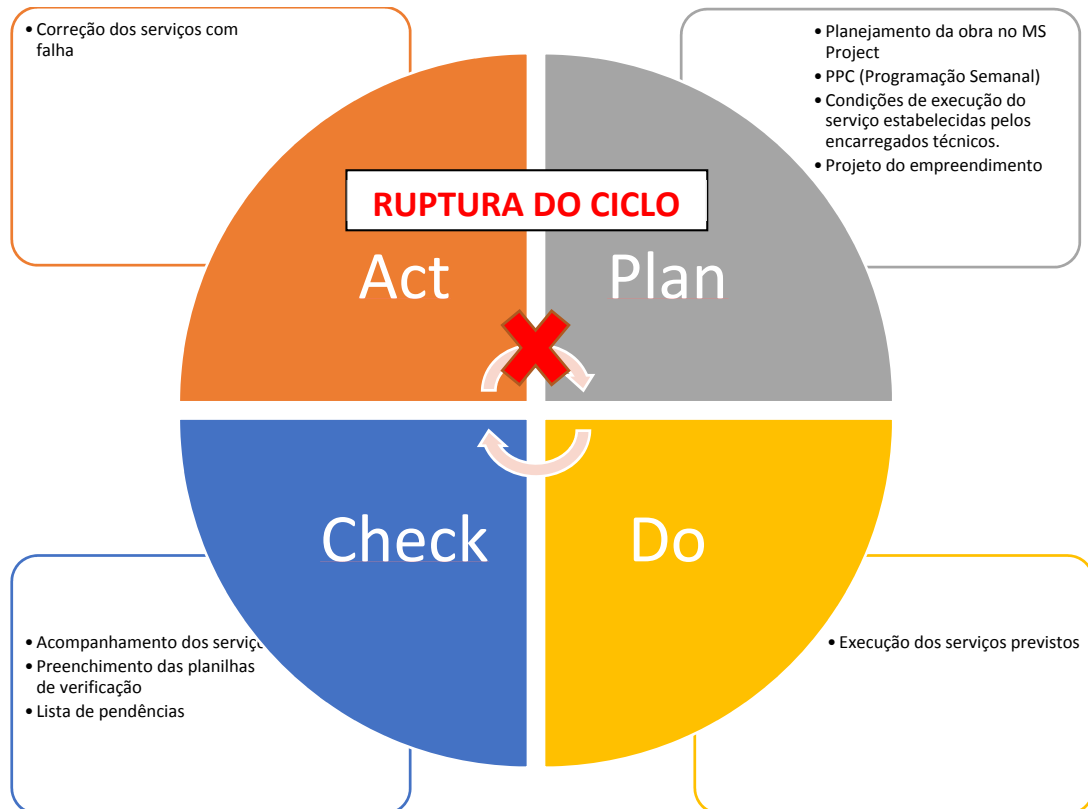 • Correção dos serviços com
falha
• Planejamento da obra no MS
Project
• PPC (Programação Semanal)
• Condições de execução do
serviço estabelecidas pelos
encarregados técnicos.
• Projeto do empreendimento
RUPTURA DO CICLO
Act
Plan
Check
Do
• Acompanhamento dos serviço
• Preenchimento das planilhas
de verificação
• Lista de pendências
• Execução dos serviços previstos